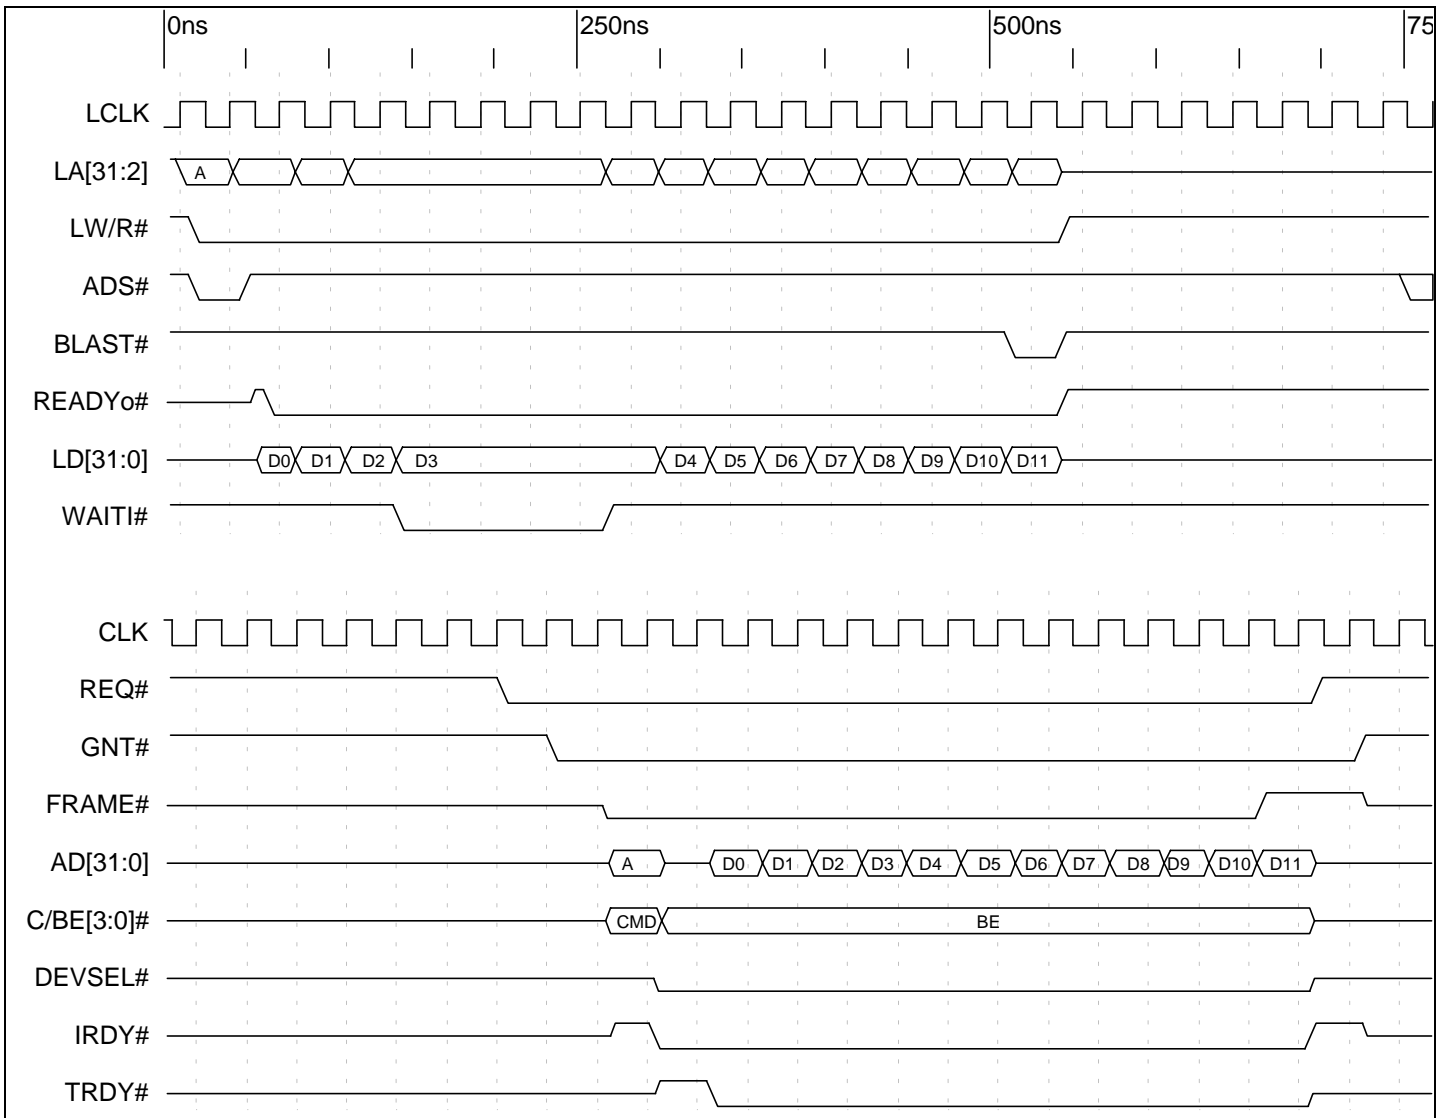 0ns 250ns 500ns 75
LCLK
LA[31:2] A
LW/R#
ADS#
BLAST#
READYo#
LD[31:0] D0 D1 D2 D3 D4 D5 D6 D7 D8 D9 D10 D11
WAITI#
CLK
REQ#
GNT#
FRAME#
AD[31:0] A D0 D1 D2 D3 D4 D5 D6 D7 D8 D9 D10 D11
C/BE[3:0]# CMD BE
DEVSEL#
IRDY#
TRDY#